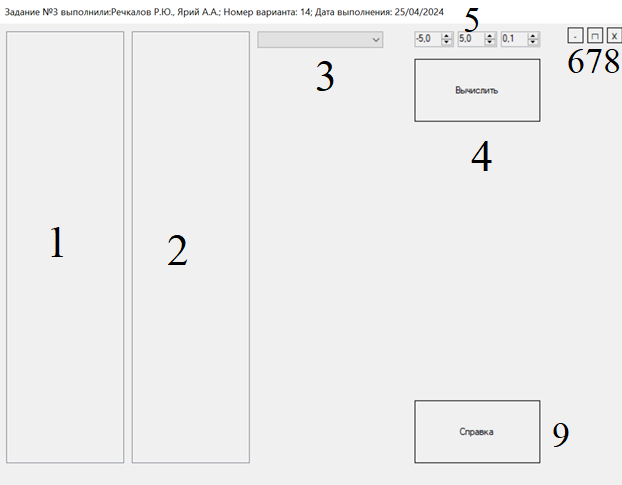 Задание №3 выполнили:Речкалов Р.Ю., Ярий А.А.; Номер варианта: 14; Дата выполнения: 25/04/2024
5
-5,0 5,0 0,1 - П X
3 678
Вычислить
4
1 2
Справка 9